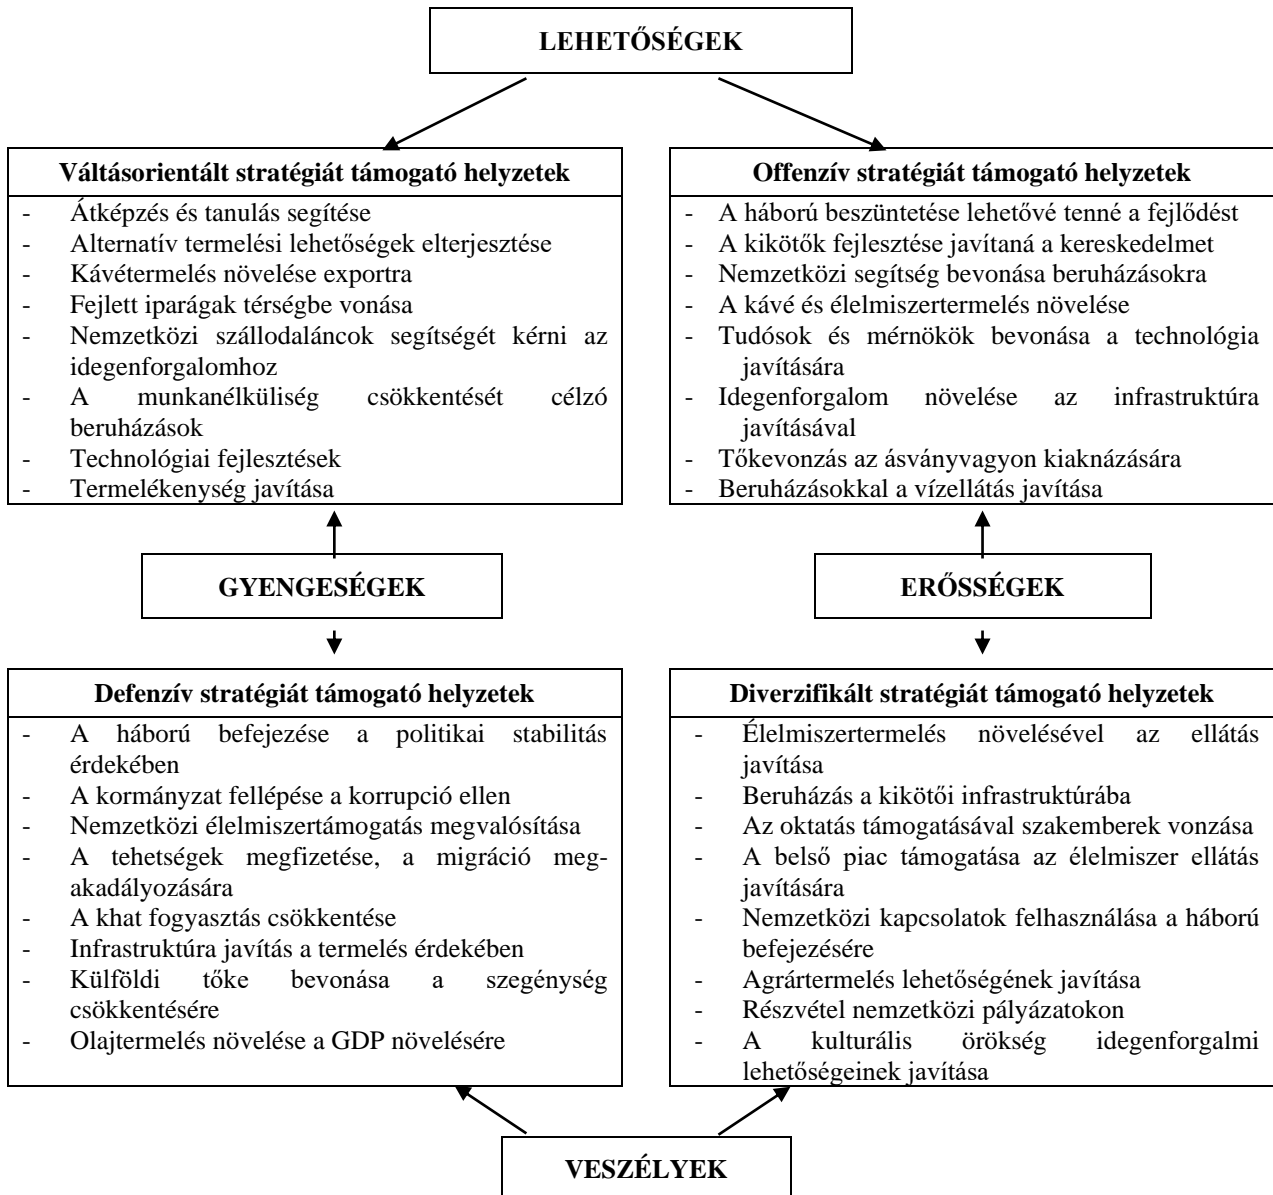 LEHETŐSÉGEK
Váltásorientált stratégiát támogató helyzetek
- Átképzés és tanulás segítése
- Alternatív termelési lehetőségek elterjesztése
- Kávétermelés növelése exportra
- Fejlett iparágak térségbe vonása
- Nemzetközi szállodaláncok segítségét kérni az
idegenforgalomhoz
- A munkanélküliség csökkentését célzó
beruházások
- Technológiai fejlesztések
- Termelékenység javítása
Offenzív stratégiát támogató helyzetek
- A háború beszüntetése lehetővé tenné a fejlődést
- A kikötők fejlesztése javítaná a kereskedelmet
- Nemzetközi segítség bevonása beruházásokra
- A kávé és élelmiszertermelés növelése
- Tudósok és mérnökök bevonása a technológia
javítására
- Idegenforgalom növelése az infrastruktúra
javításával
- Tőkevonzás az ásványvagyon kiaknázására
- Beruházásokkal a vízellátás javítása
GYENGESÉGEK
ERŐSSÉGEK
Defenzív stratégiát támogató helyzetek
- A háború befejezése a politikai stabilitás
érdekében
- A kormányzat fellépése a korrupció ellen
- Nemzetközi élelmiszertámogatás megvalósítása
- A tehetségek megfizetése, a migráció meg-
akadályozására
- A khat fogyasztás csökkentése
- Infrastruktúra javítás a termelés érdekében
- Külföldi tőke bevonása a szegénység
csökkentésére
- Olajtermelés növelése a GDP növelésére
Diverzifikált stratégiát támogató helyzetek
- Élelmiszertermelés növelésével az ellátás
javítása
- Beruházás a kikötői infrastruktúrába
- Az oktatás támogatásával szakemberek vonzása
- A belső piac támogatása az élelmiszer ellátás
javítására
- Nemzetközi kapcsolatok felhasználása a háború
befejezésére
- Agrártermelés lehetőségének javítása
- Részvétel nemzetközi pályázatokon
- A kulturális örökség idegenforgalmi
lehetőségeinek javítása
VESZÉLYEK